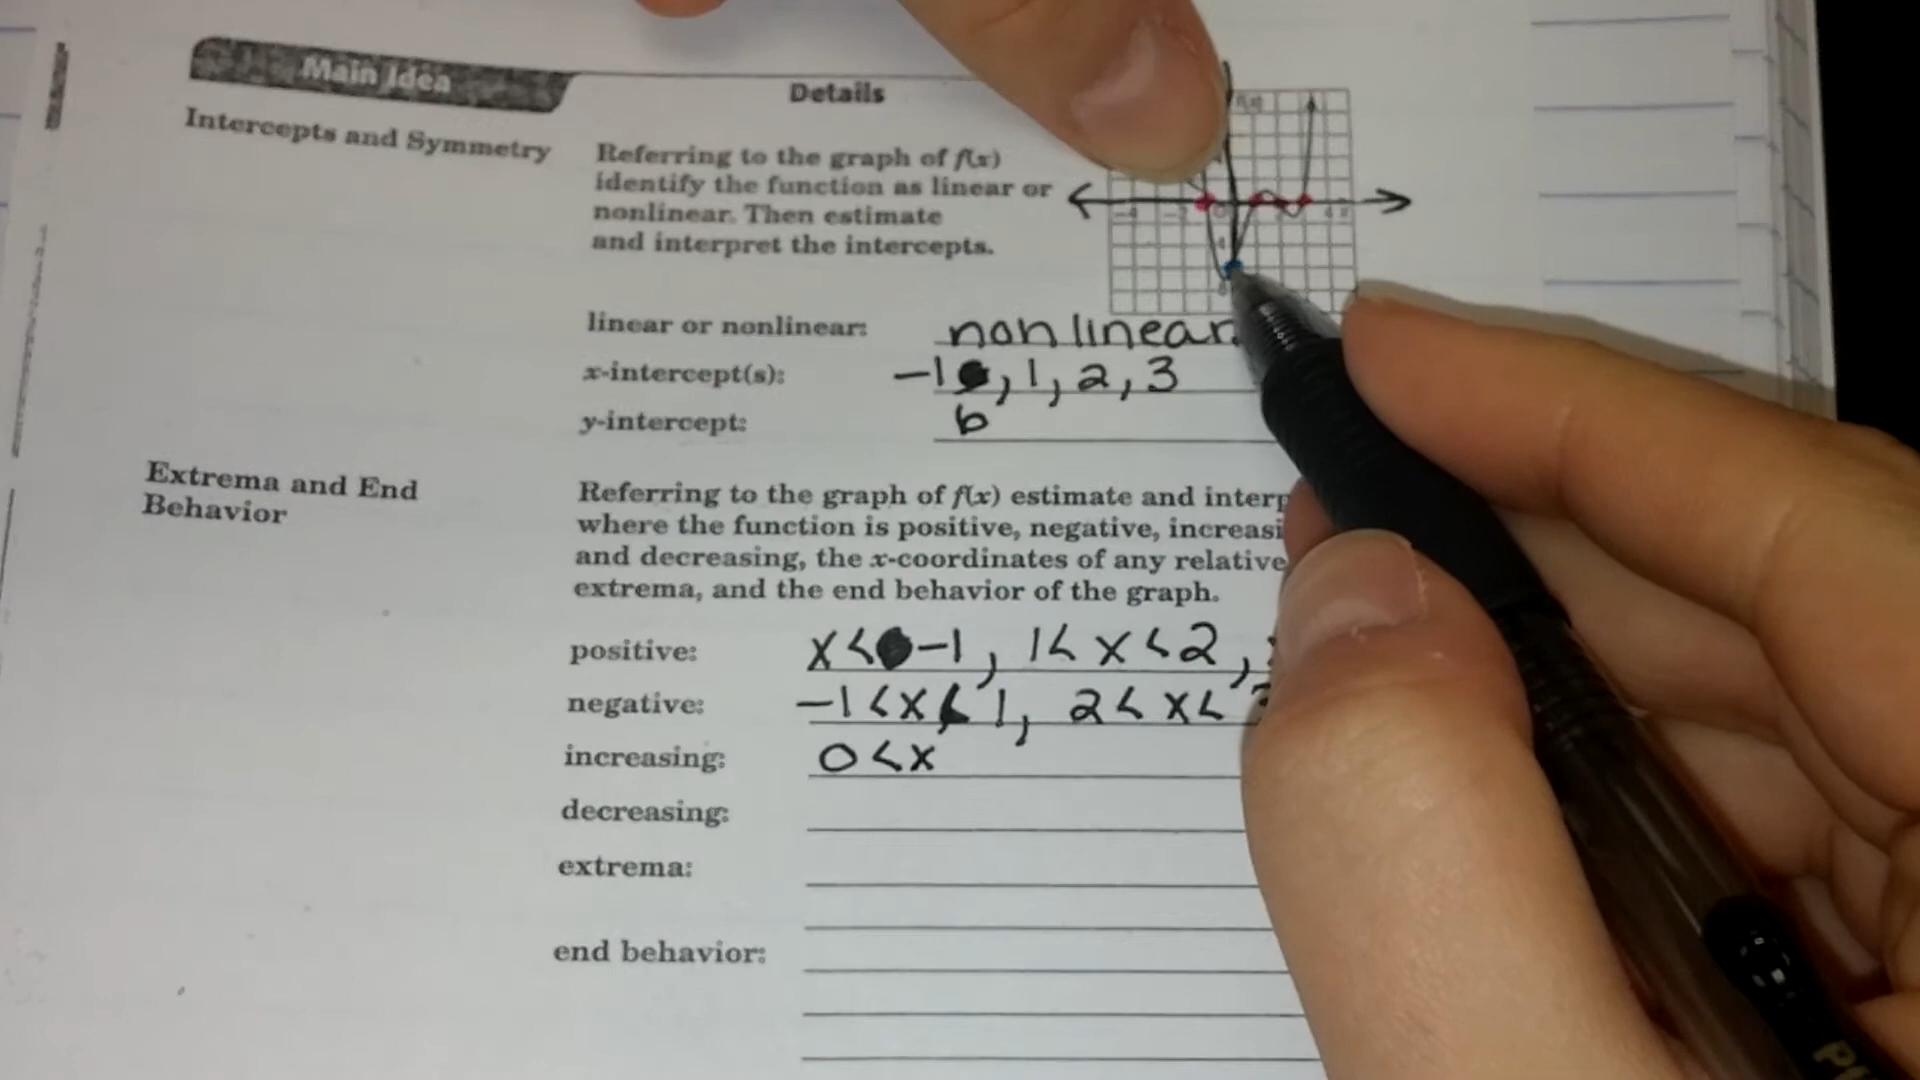 Main Idea
Details
Intercepts and Symmetry
Referring to the graph of f(x)
identify the function as linear or
nonlinear. Then estimate
and interpret the intercepts.
f(x)
-4 -2 O 4 x
linear or nonlinear: nonlinear
x-intercept(s): -1, 1, 2, 3
y-intercept: 6
Extrema and End
Behavior
Referring to the graph of f(x) estimate and
where the function is positive, negative,
and decreasing, the x-coordinates of any relative
extrema, and the end behavior of the graph.
positive: x<-1, 1<x<2,
negative: -1<x<1, 2<x<
increasing: 0<x
decreasing:
extrema:
end behavior: